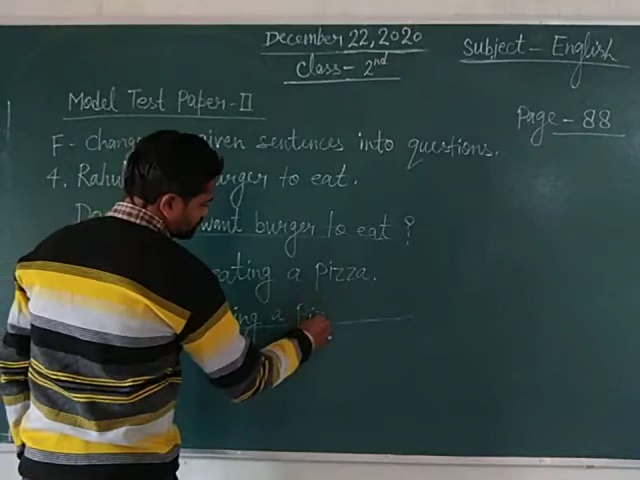 December 22, 2020
Class - 2nd
Subject - English
Page - 88
Model Test Paper - II
F - Change given sentences into questions.
4. Rahul burger to eat.
want burger to eat ?
eating a pizza.
a